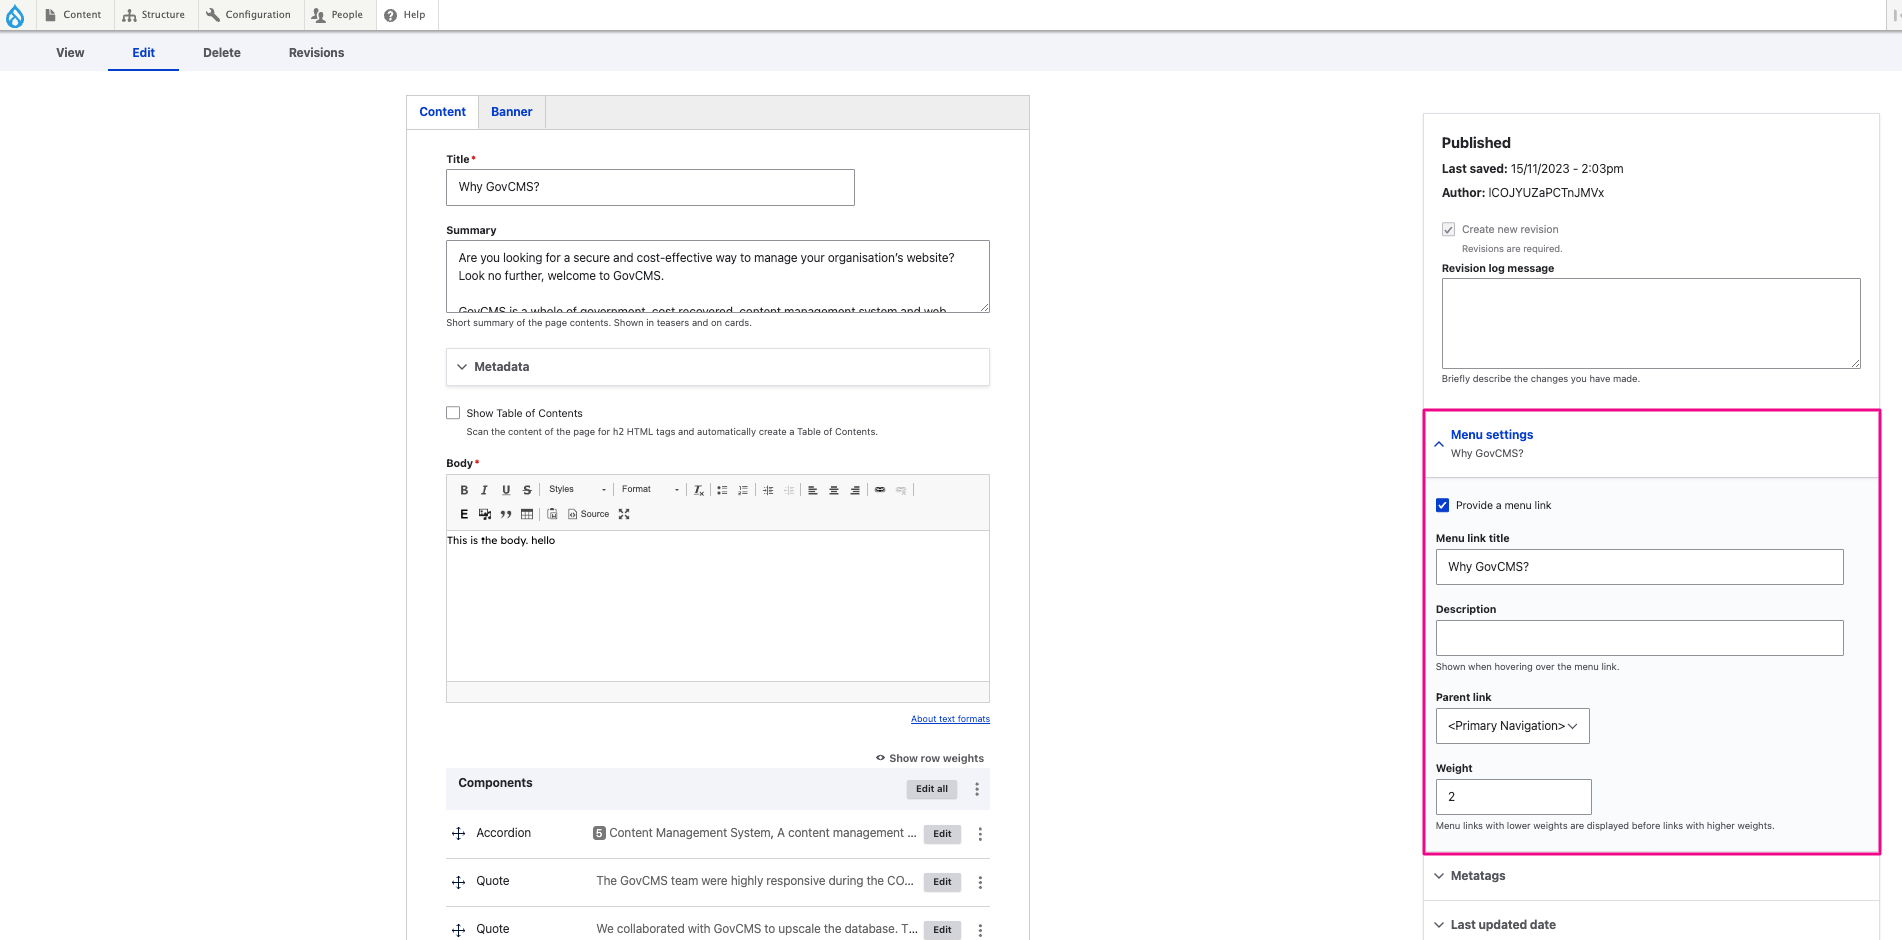 Content
Structure
Configuration
People
Help
View
Edit
Delete
Revisions
Content
Banner
Title*
Why GovCMS?
Summary
Are you looking for a secure and cost-effective way to manage your organisation's website?
Look no further, welcome to GovCMS.
GovCMS is a whole of government, cost recovered, content management system and web
Short summary of the page contents. Shown in teasers and on cards.
Metadata
Show Table of Contents
Scan the content of the page for h2 HTML tags and automatically create a Table of Contents.
Body*
B I U S Styles Format Tx
E Source
This is the body. hello
About text formats
Show row weights
Components
Edit all
Accordion 5 Content Management System, A content management ... Edit
Quote The GovCMS team were highly responsive during the CO... Edit
Quote We collaborated with GovCMS to upscale the database. T... Edit
Published
Last saved: 15/11/2023 - 2:03pm
Author: lCOJYUZaPCTnJMVx
Create new revision
Revisions are required.
Revision log message
Briefly describe the changes you have made.
Menu settings
Why GovCMS?
Provide a menu link
Menu link title
Why GovCMS?
Description
Shown when hovering over the menu link.
Parent link
<Primary Navigation>
Weight
2
Menu links with lower weights are displayed before links with higher weights.
Metatags
Last updated date